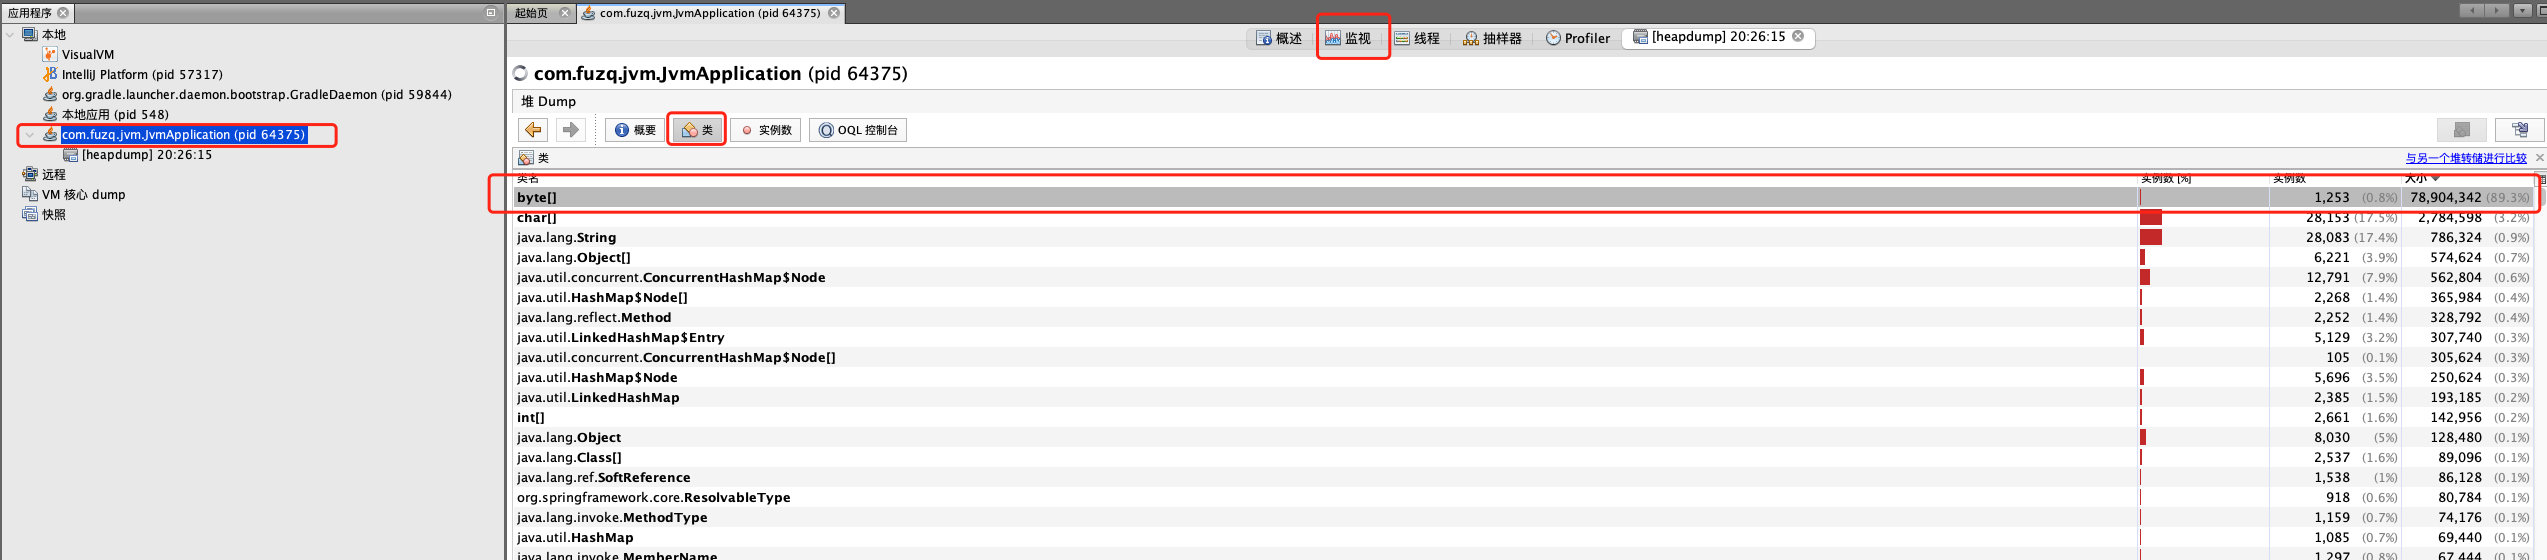 应用程序
本地
VisualVM
IntelliJ Platform (pid 57317)
org.gradle.launcher.daemon.bootstrap.GradleDaemon (pid 59844)
本地应用 (pid 548)
com.fuzq.jvm.JvmApplication (pid 64375)
[heapdump] 20:26:15
远程
VM 核心 dump
快照
起始页 com.fuzq.jvm.JvmApplication (pid 64375)
概述 监视 线程 抽样器 Profiler [heapdump] 20:26:15
com.fuzq.jvm.JvmApplication (pid 64375)
堆 Dump
概要 类 实例数 OQL 控制台
类 与另一个堆转储进行比较
类名 实例数 [%] 实例数 大小
byte[] 1,253 (0.8%) 78,904,342 (89.3%)
char[] 28,153 (17.5%) 2,784,598 (3.2%)
java.lang.String 28,083 (17.4%) 786,324 (0.9%)
java.lang.Object[] 6,221 (3.9%) 574,624 (0.7%)
java.util.concurrent.ConcurrentHashMap$Node 12,791 (7.9%) 562,804 (0.6%)
java.util.HashMap$Node[] 2,268 (1.4%) 365,984 (0.4%)
java.lang.reflect.Method 2,252 (1.4%) 328,792 (0.4%)
java.util.LinkedHashMap$Entry 5,129 (3.2%) 307,740 (0.3%)
java.util.concurrent.ConcurrentHashMap$Node[] 105 (0.1%) 305,624 (0.3%)
java.util.HashMap$Node 5,696 (3.5%) 250,624 (0.3%)
java.util.LinkedHashMap 2,385 (1.5%) 193,185 (0.2%)
int[] 2,661 (1.6%) 142,956 (0.2%)
java.lang.Object 8,030 (5%) 128,480 (0.1%)
java.lang.Class[] 2,537 (1.6%) 89,096 (0.1%)
java.lang.ref.SoftReference 1,538 (1%) 86,128 (0.1%)
org.springframework.core.ResolvableType 918 (0.6%) 80,784 (0.1%)
java.lang.invoke.MethodType 1,159 (0.7%) 74,176 (0.1%)
java.util.HashMap 1,085 (0.7%) 69,440 (0.1%)
java.lang.invoke.MemberName 1,297 (0.8%) 67,444 (0.1%)